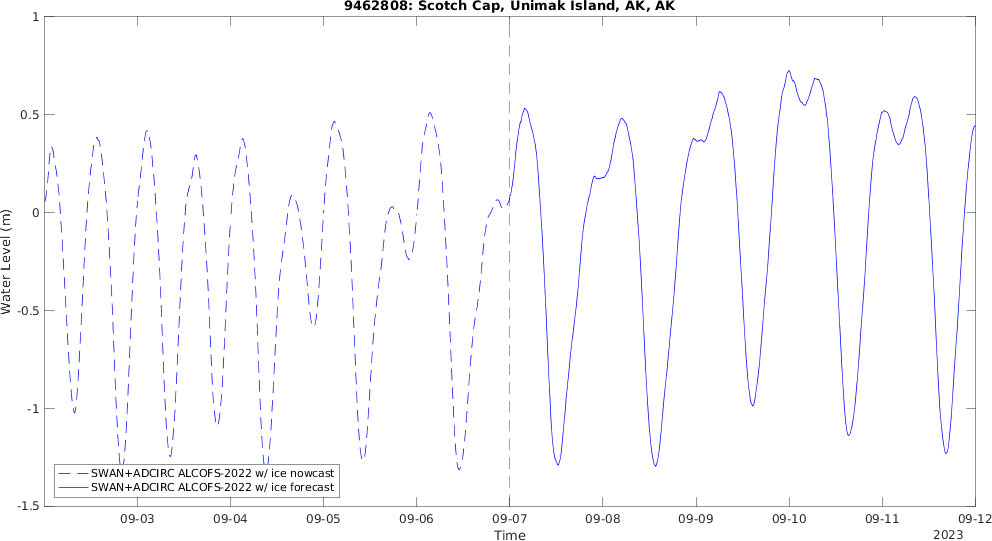 9462808: Scotch Cap, Unimak Island, AK, AK
1
0.5
0
-0.5
-1
-1.5
Water Level (m)
SWAN+ADCIRC ALCOFS-2022 w/ ice nowcast
SWAN+ADCIRC ALCOFS-2022 w/ ice forecast
09-03 09-04 09-05 09-06 09-07 09-08 09-09 09-10 09-11 09-12
Time
2023